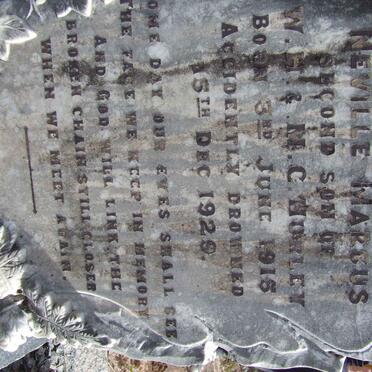 NEVILLE MARCUS
SECOND SON OF
W. H. & M. C. MORLEY
BORN 3RD JUNE 1915
ACCIDENTLY DROWNED
15TH DEC 1929.
SOME DAY OUR EYES SHALL SEE
THE FACE WE KEEP IN MEMORY
AND GOD WILL LINK THE
BROKEN CHAIN STILL CLOSER
WHEN WE MEET AGAIN